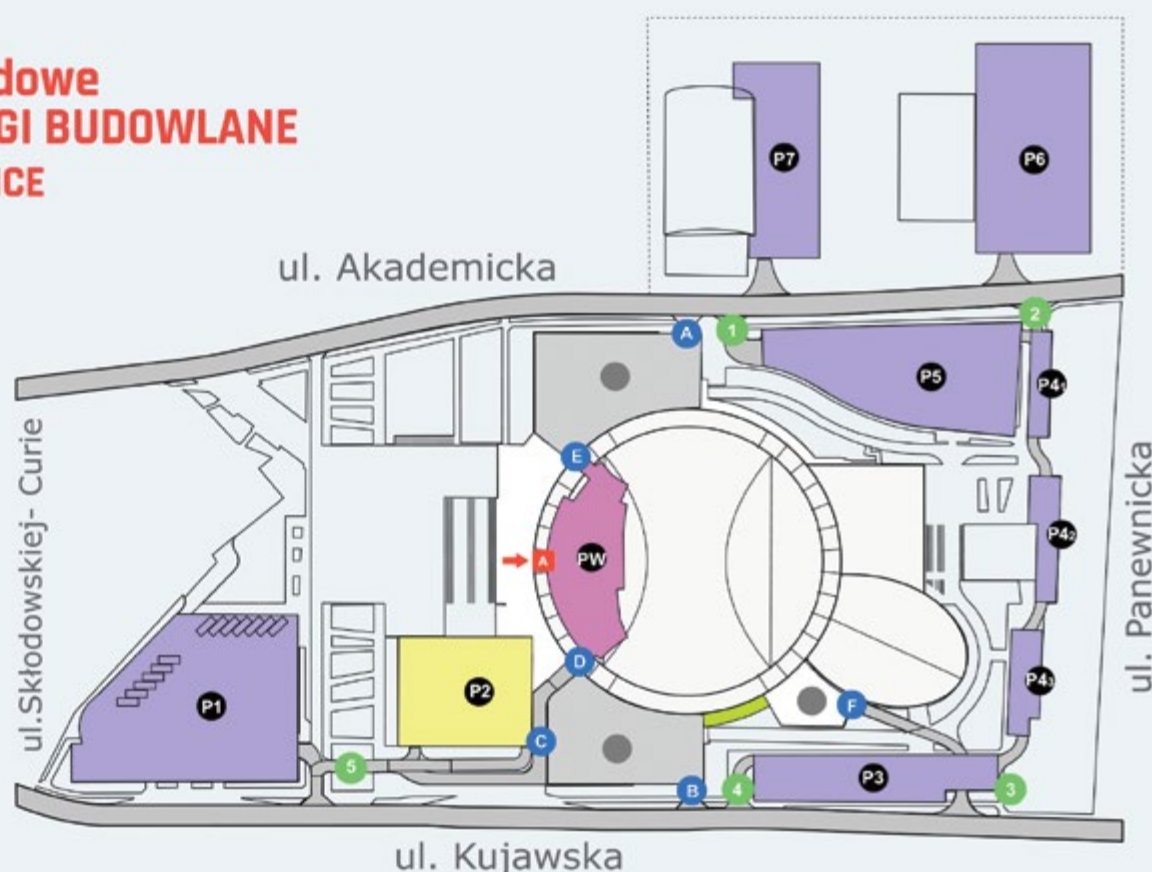 dowe
GI BUDOWLANE
ICE
P7
P6
ul. Akademicka
2
1
A
P5
P4₁
ul.Skłodowskiej- Curie
E
ul. Panewnicka
P4₂
A
PW
D
P4₃
P2
P1
F
C
5
P3
4
B
3
ul. Kujawska